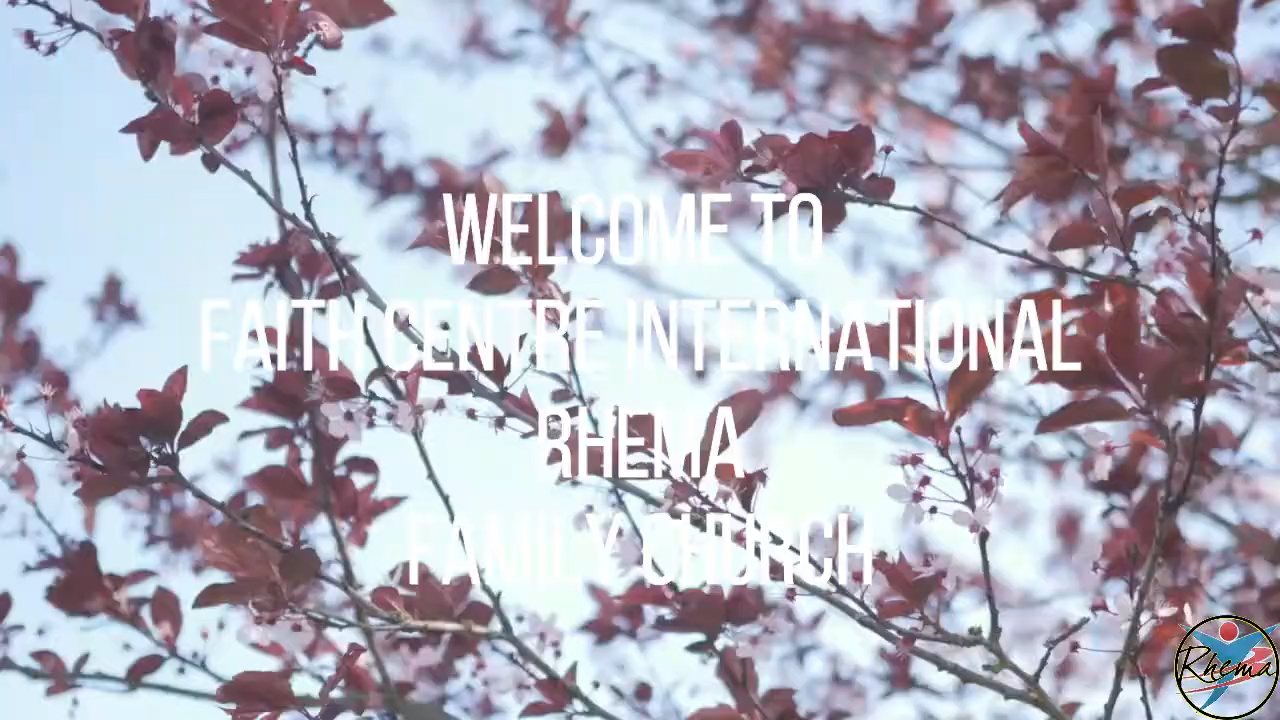 WELCOME TO
FAITH CENTRE INTERNATIONAL
RHEMA
FAMILY CHURCH
Rhema